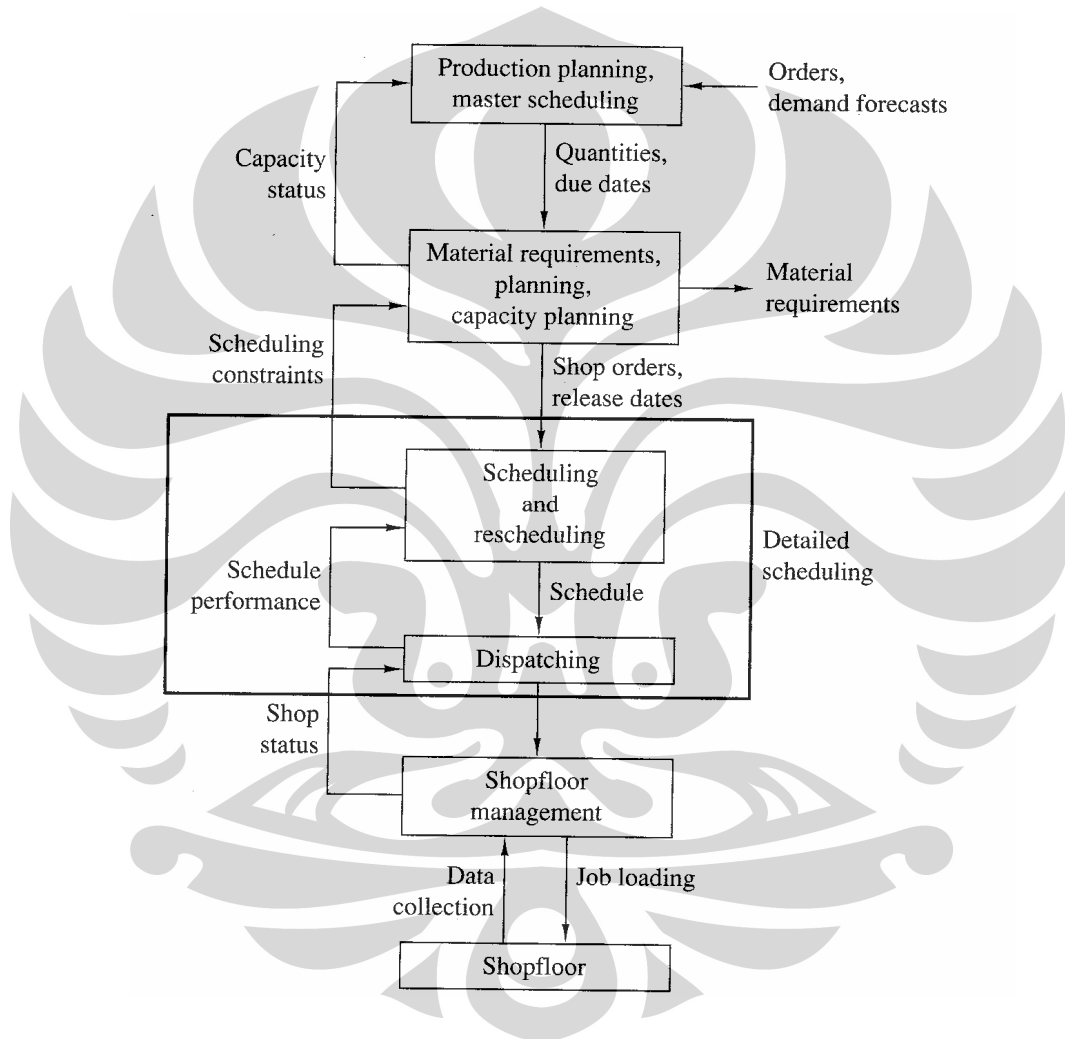 Production planning,
master scheduling
Orders,
demand forecasts
Capacity
status
Quantities,
due dates
Material requirements,
planning,
capacity planning
Material
requirements
Scheduling
constraints
Shop orders,
release dates
Scheduling
and
rescheduling
Detailed
scheduling
Schedule
performance
Schedule
Dispatching
Shop
status
Shopfloor
management
Data
collection
Job loading
Shopfloor